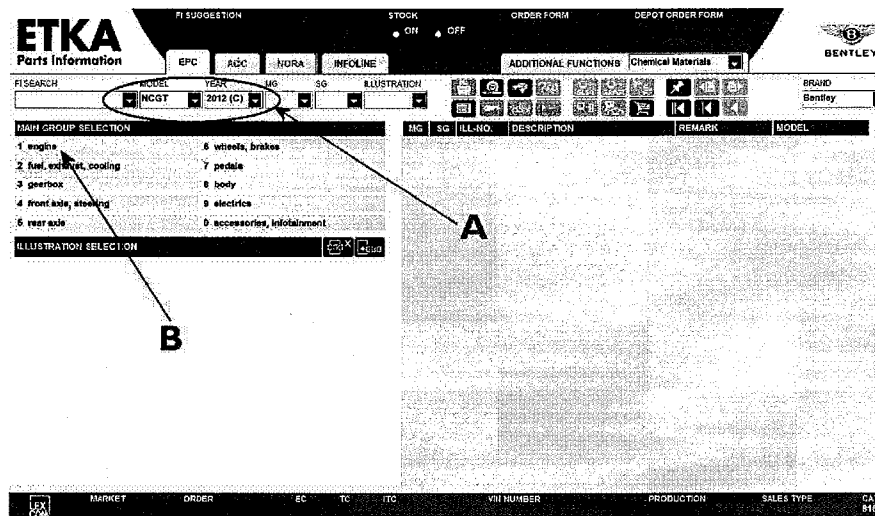 FI SUGGESTION STOCK ORDER FORM DEPOT ORDER FORM
ON OFF
ETKA
Parts Information
EPC AGC NORA INFOLINE ADDITIONAL FUNCTIONS Chemical Materials
BENTLEY
FI SEARCH MODEL YEAR MG SG ILLUSTRATION BRAND
NCGT 2012 (C) Bentley
MAIN GROUP SELECTION MG SG ILL-NO. DESCRIPTION REMARK MODEL
1 engine 6 wheels, brakes
2 fuel, exhaust, cooling 7 pedals
3 gearbox 8 body
4 front axle, steering 9 electrics
5 rear axle 0 accessories, infotainment
A
ILLUSTRATION SELECTION
B
MARKET ORDER EC TC ITC VIN NUMBER PRODUCTION SALES TYPE CA
LEX
COM